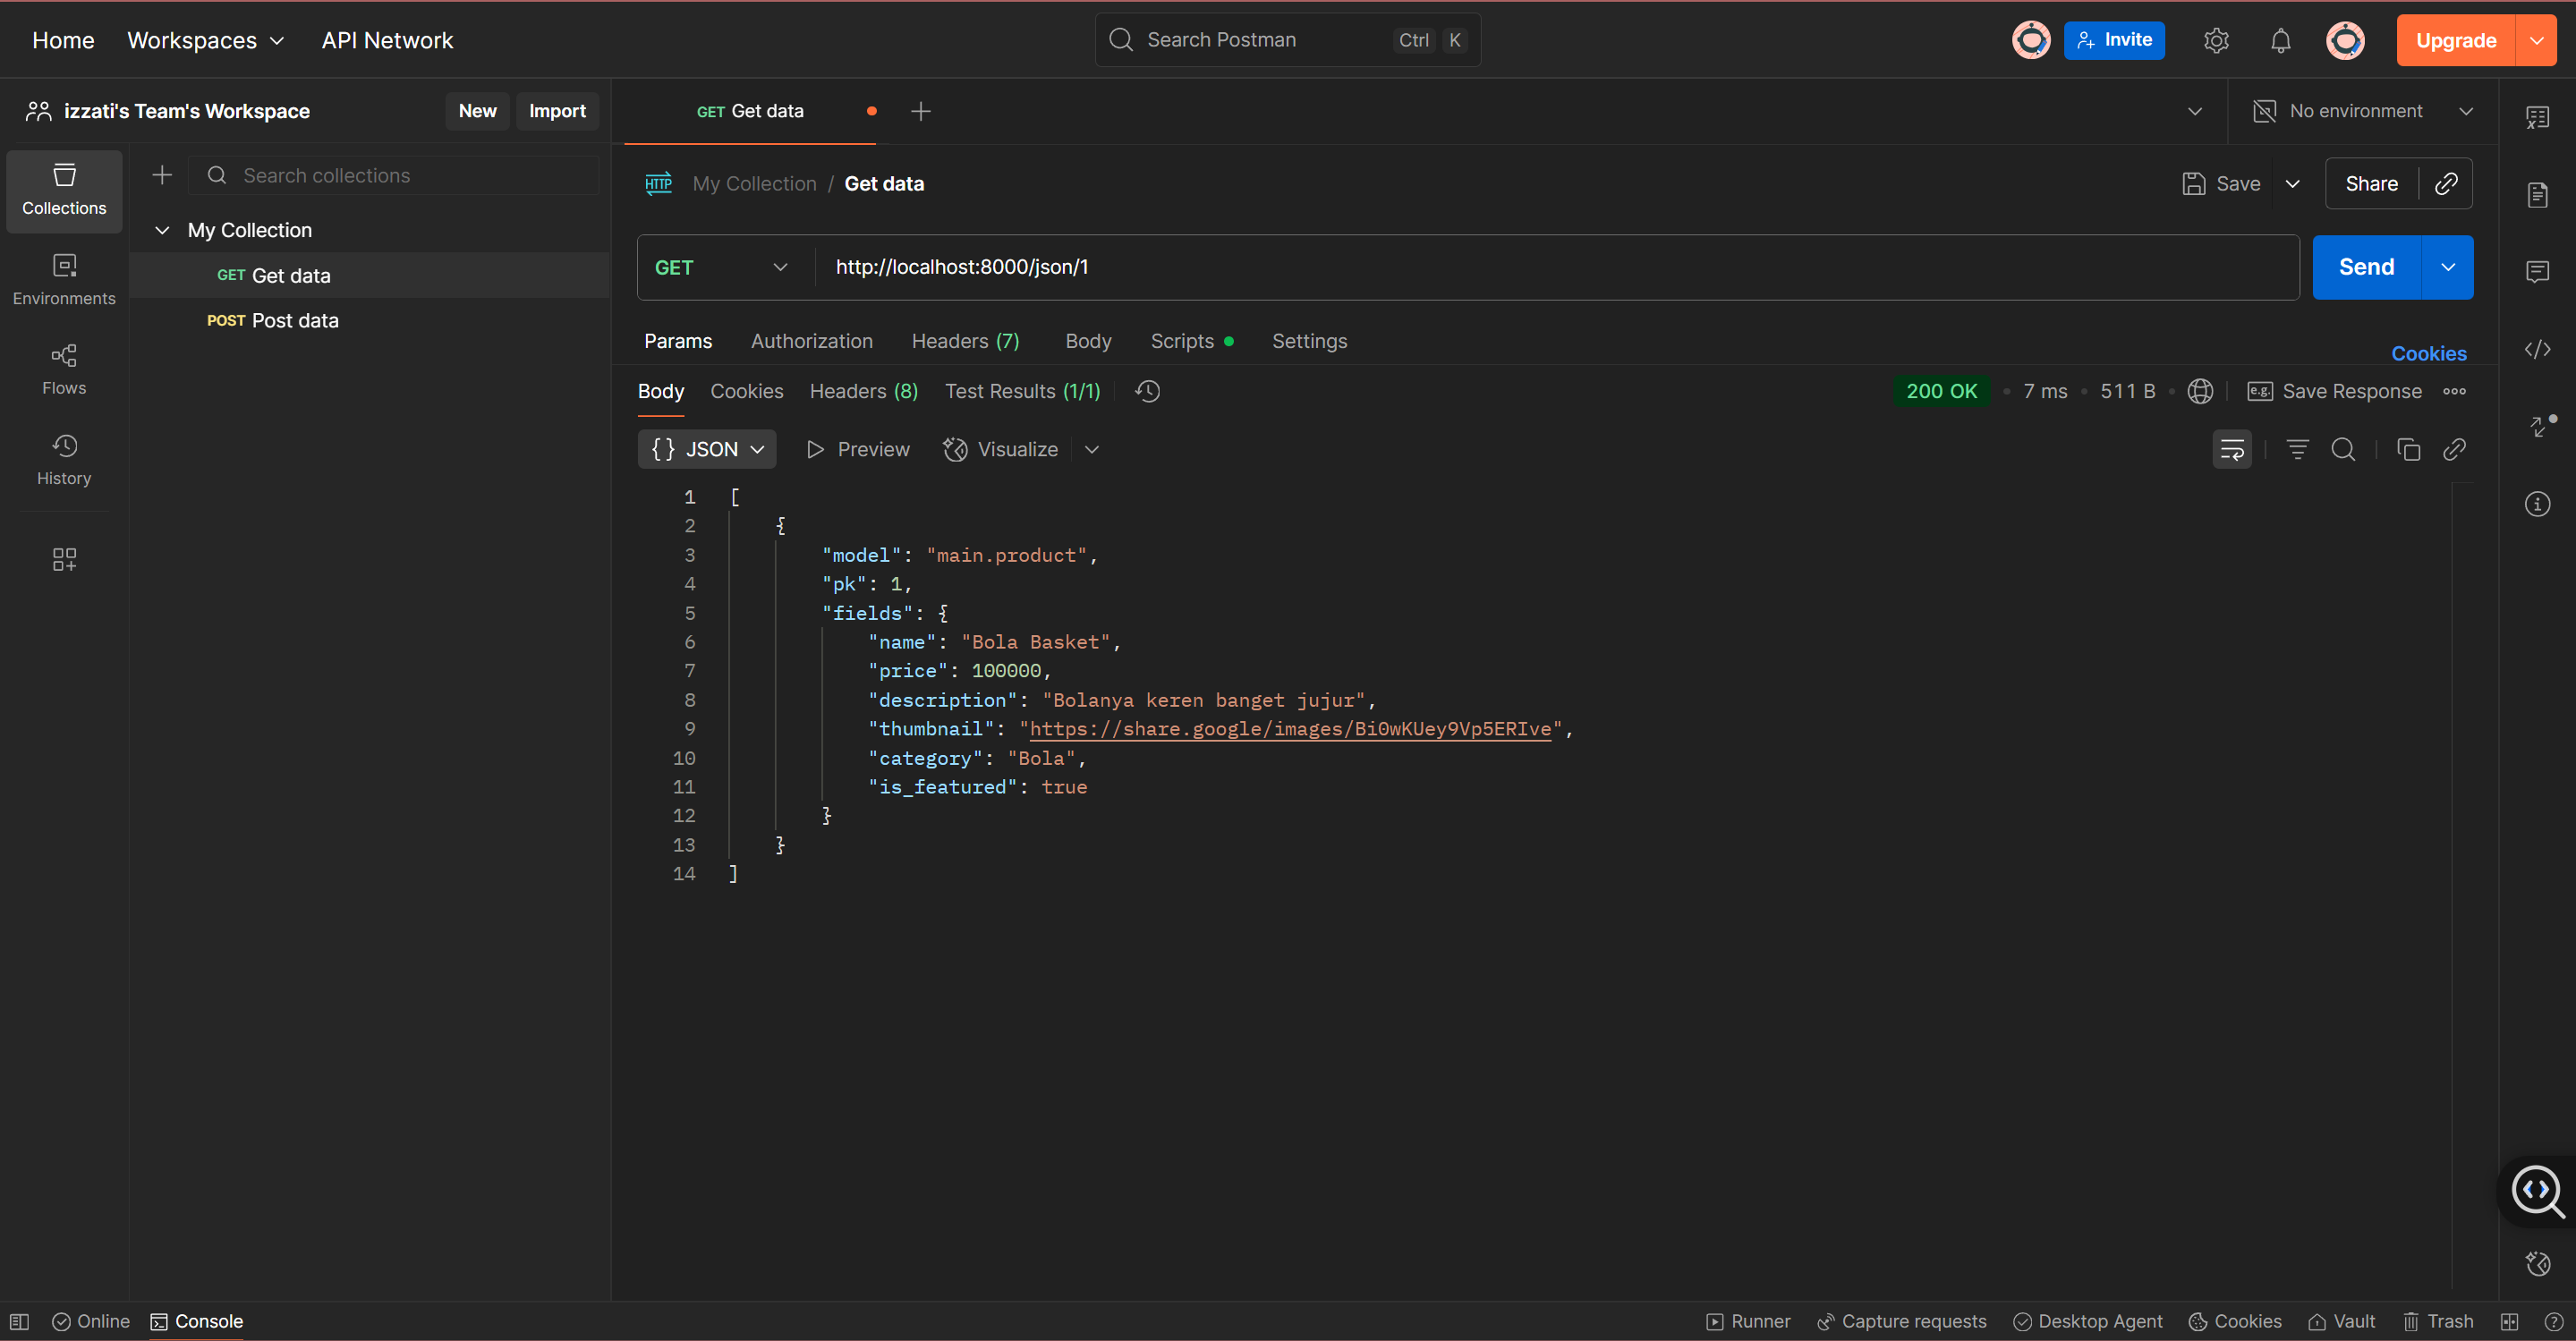 Home Workspaces API Network Search Postman Ctrl K Invite Upgrade
izzati's Team's Workspace New Import GET Get data No environment
Collections
Search collections
My Collection / Get data Save Share
My Collection
GET Get data
POST Post data
Environments
Flows
History
GET http://localhost:8000/json/1 Send
Params Authorization Headers (7) Body Scripts Settings Cookies
Body Cookies Headers (8) Test Results (1/1) 200 OK 7 ms 511 B e.g. Save Response
{} JSON Preview Visualize
1 [
2 {
3 "model": "main.product",
4 "pk": 1,
5 "fields": {
6 "name": "Bola Basket",
7 "price": 100000,
8 "description": "Bolanya keren banget jujur",
9 "thumbnail": "https://share.google/images/Bi0wKUey9Vp5ERIve",
10 "category": "Bola",
11 "is_featured": true
12 }
13 }
14 ]
Online Console Runner Capture requests Desktop Agent Cookies Vault Trash